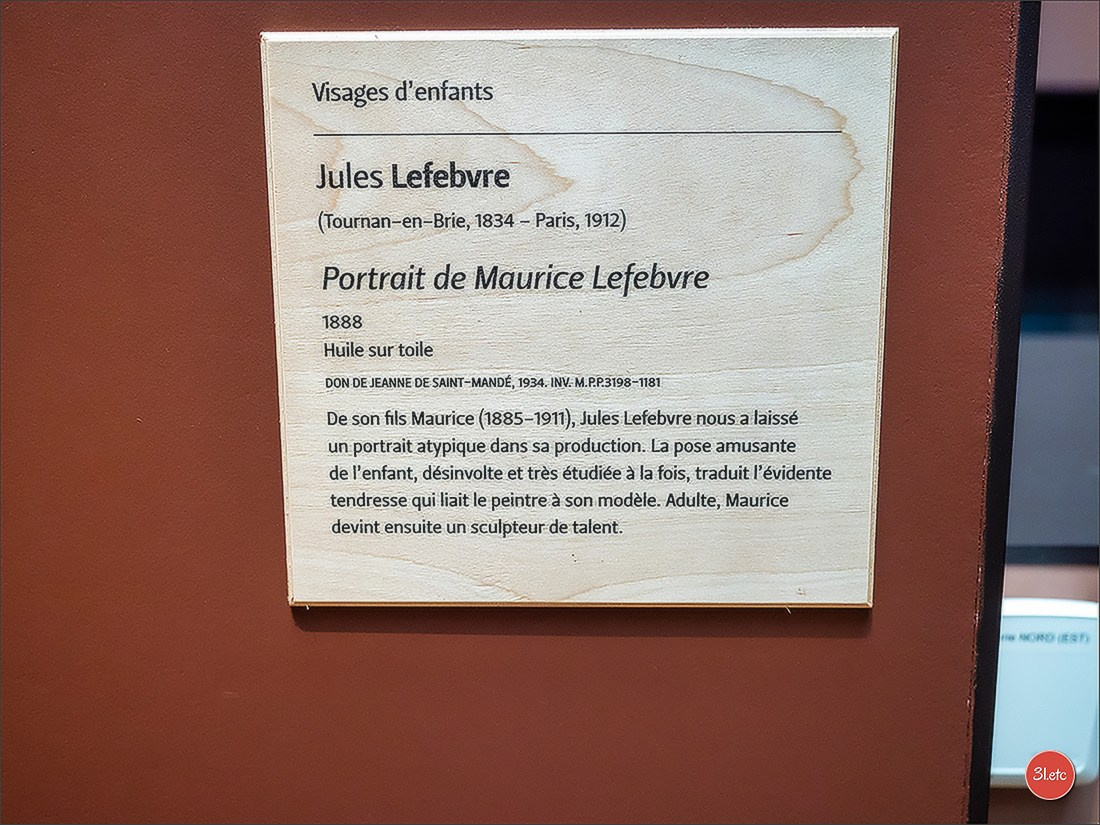 Visages d'enfants
Jules Lefebvre
(Tournan-en-Brie, 1834 – Paris, 1912)
Portrait de Maurice Lefebvre
1888
Huile sur toile
DON DE JEANNE DE SAINT-MANDÉ, 1934. INV. M.P.P.3198-1181
De son fils Maurice (1885-1911), Jules Lefebvre nous a laissé
un portrait atypique dans sa production. La pose amusante
de l'enfant, désinvolte et très étudiée à la fois, traduit l'évidente
tendresse qui liait le peintre à son modèle. Adulte, Maurice
devint ensuite un sculpteur de talent.
NORD (EST)
3l.etc